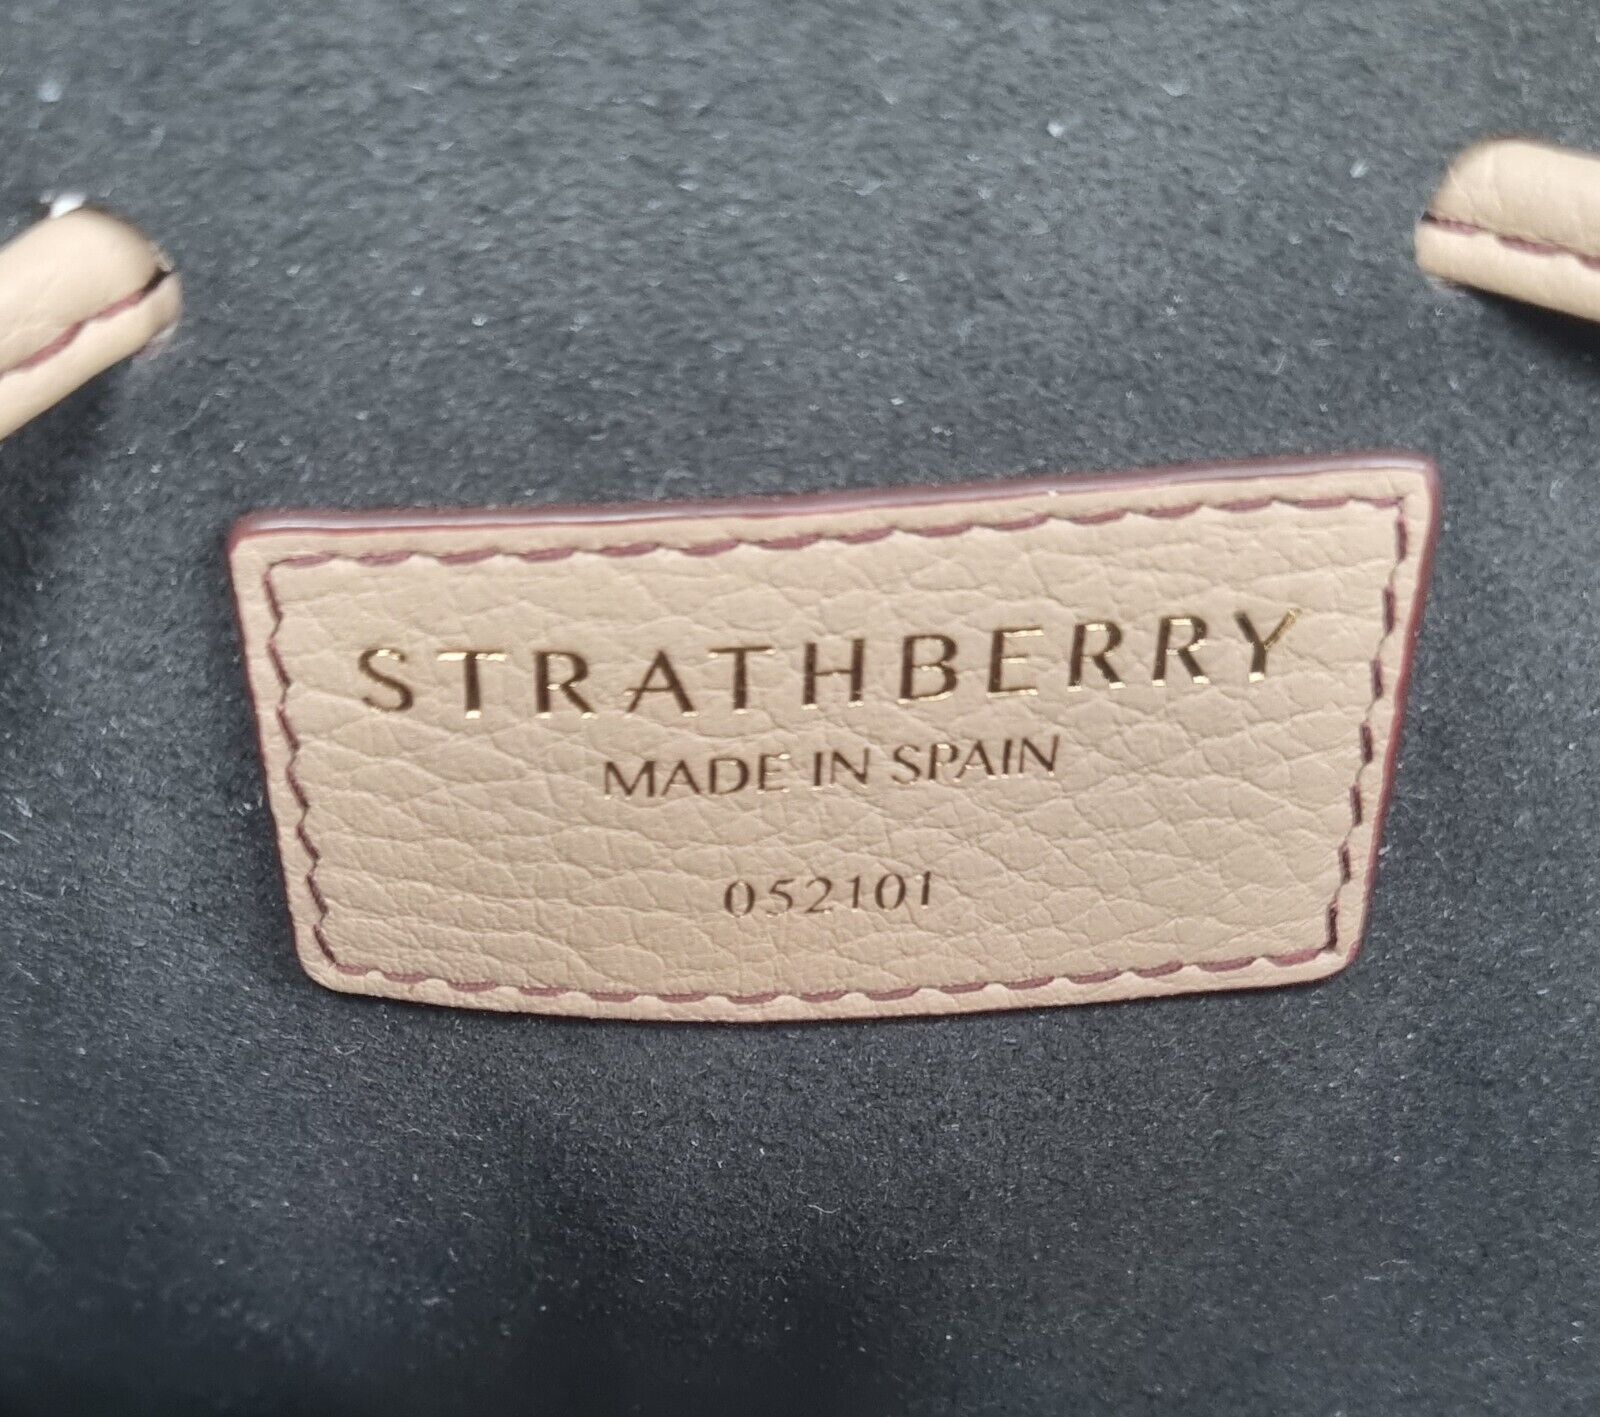 STRATHBERRY
MADE IN SPAIN
052101